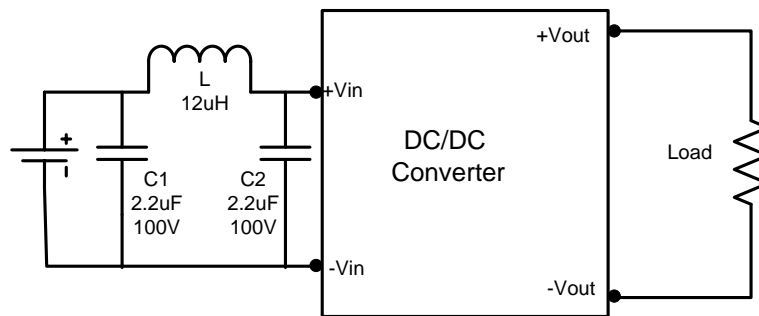 +Vout
L
12uH
+Vin
+
DC/DC
Converter
Load
C1
2.2uF
100V
C2
2.2uF
100V
-Vin
-Vout